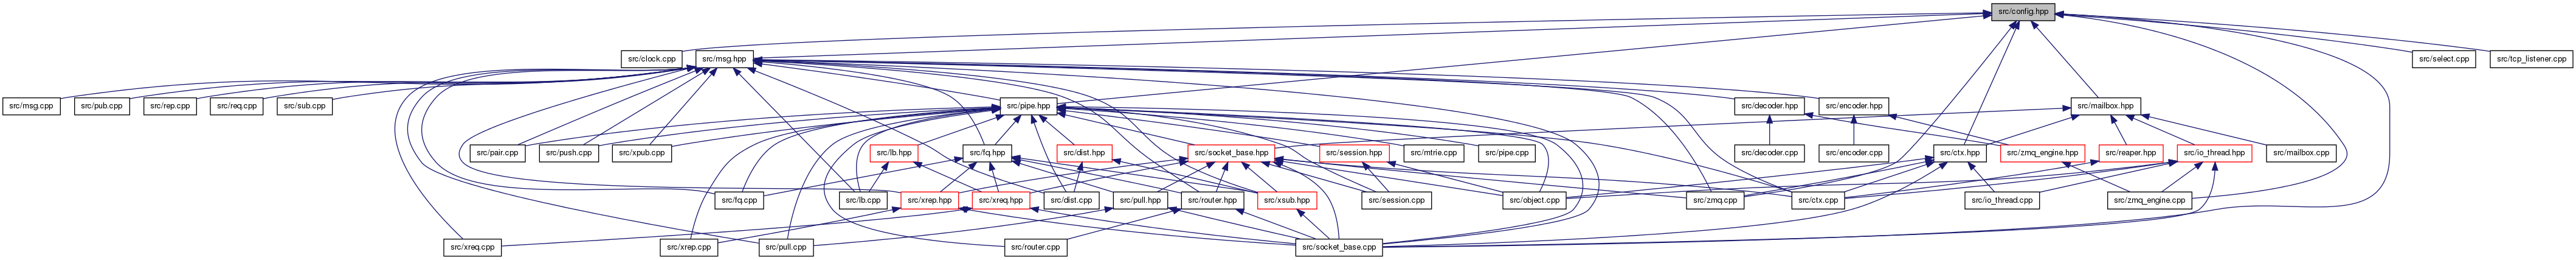 src/config.hpp
src/clock.cpp
src/msg.hpp
src/select.cpp
src/tcp_listener.cpp
src/msg.cpp
src/pub.cpp
src/rep.cpp
src/req.cpp
src/sub.cpp
src/pipe.hpp
src/decoder.hpp
src/encoder.hpp
src/mailbox.hpp
src/pair.cpp
src/push.cpp
src/xpub.cpp
src/lb.hpp
src/fq.hpp
src/dist.hpp
src/socket_base.hpp
src/session.hpp
src/mtrie.cpp
src/pipe.cpp
src/decoder.cpp
src/encoder.cpp
src/ctx.hpp
src/zmq_engine.hpp
src/reaper.hpp
src/io_thread.hpp
src/mailbox.cpp
src/fq.cpp
src/lb.cpp
src/xrep.hpp
src/xreq.hpp
src/dist.cpp
src/pull.hpp
src/router.hpp
src/xsub.hpp
src/session.cpp
src/object.cpp
src/zmq.cpp
src/ctx.cpp
src/io_thread.cpp
src/zmq_engine.cpp
src/xreq.cpp
src/xrep.cpp
src/pull.cpp
src/router.cpp
src/socket_base.cpp